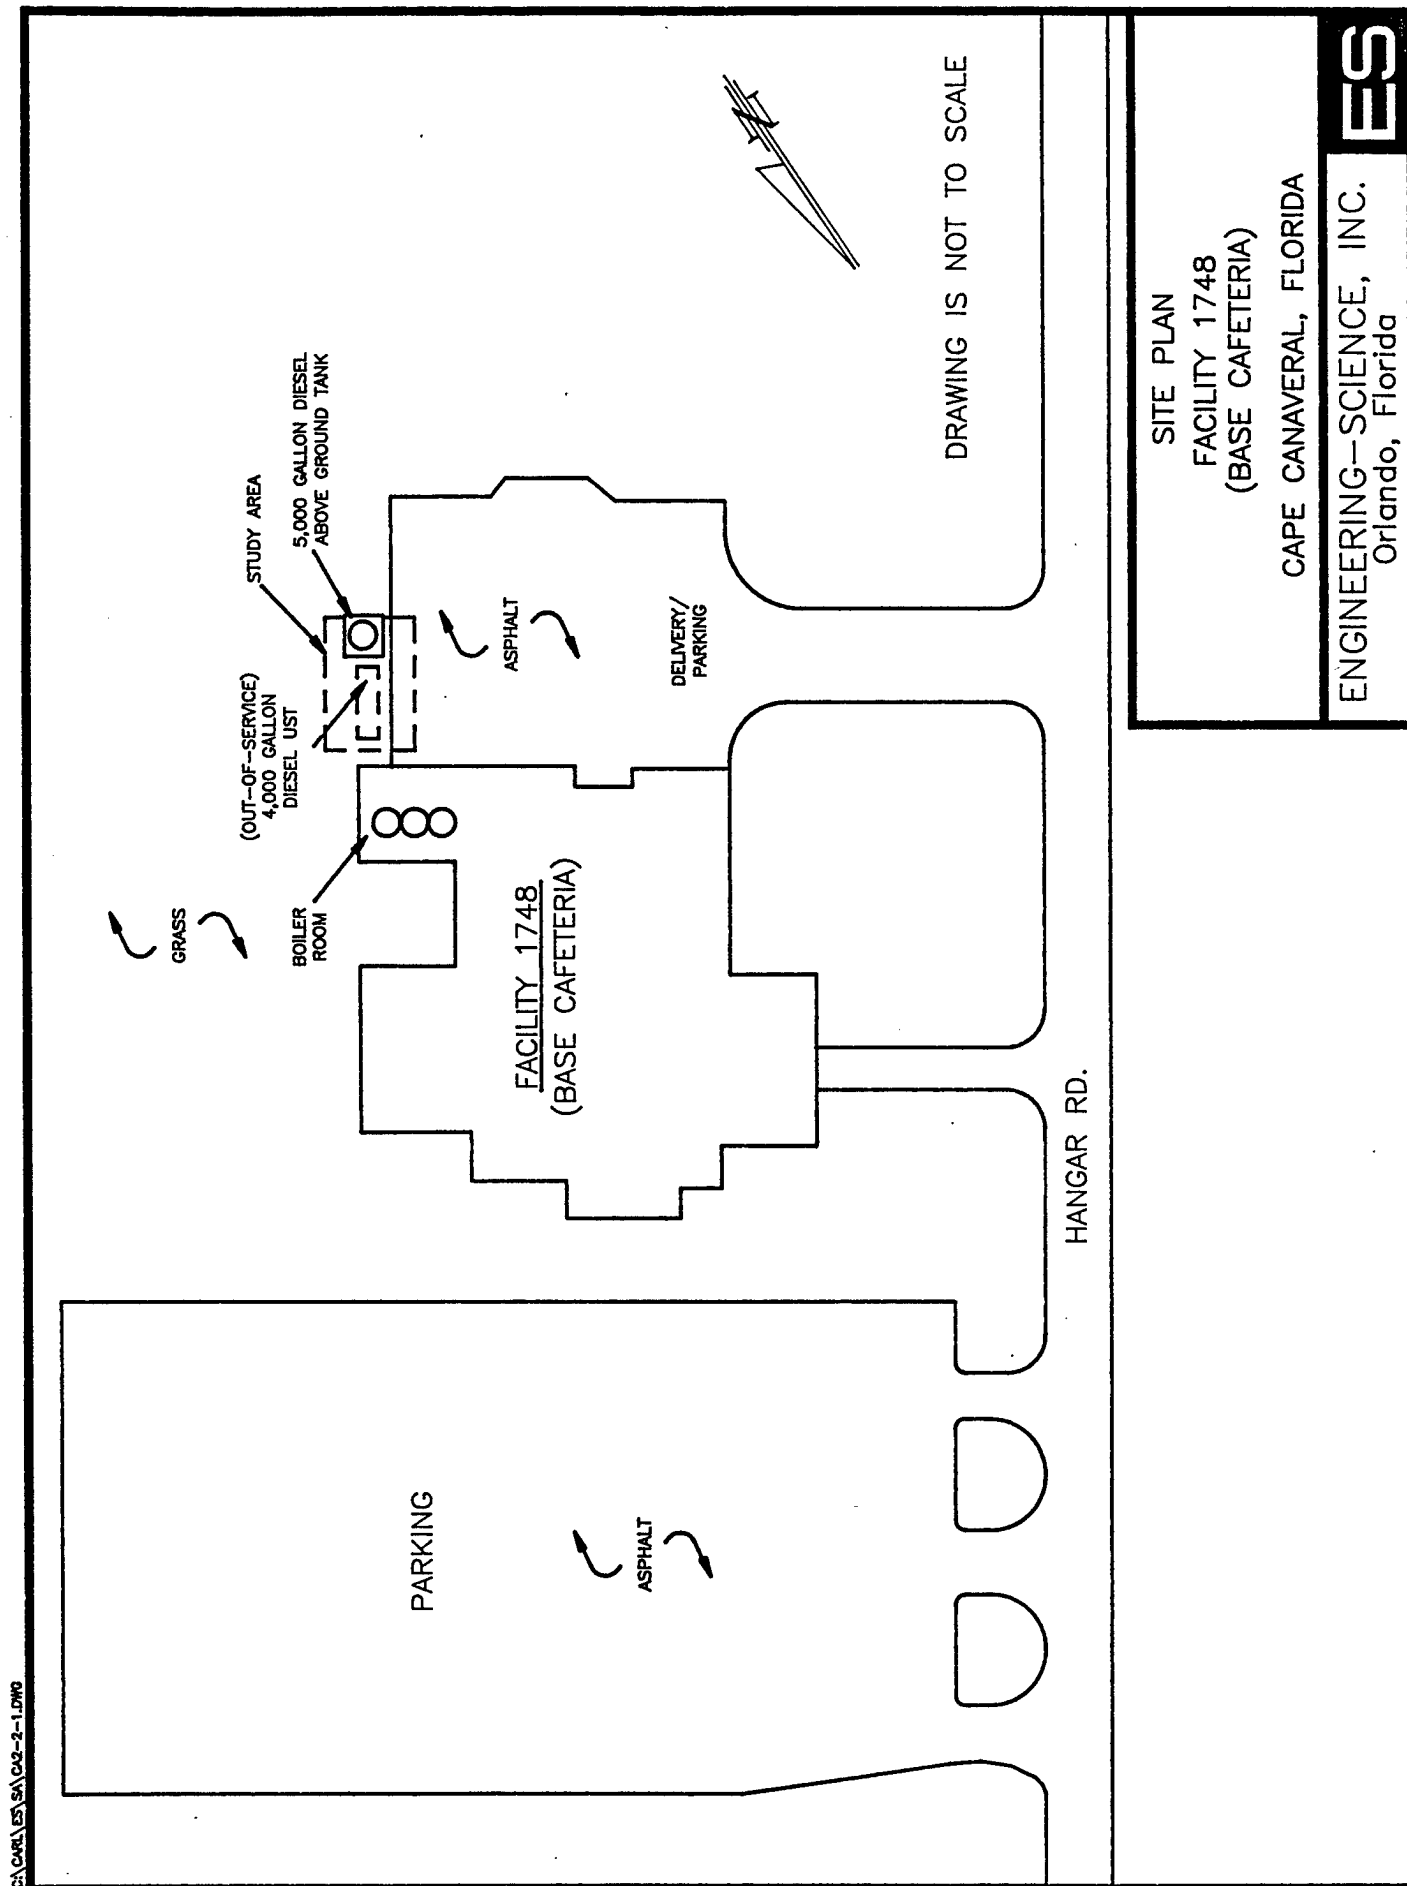 C:\CARL\ES\SA\CA2-2-1.DWG
GRASS
STUDY AREA
(OUT-OF-SERVICE)
4,000 GALLON
DIESEL UST
5,000 GALLON DIESEL
ABOVE GROUND TANK
BOILER
ROOM
ASPHALT
FACILITY 1748
(BASE CAFETERIA)
DELIVERY/
PARKING
PARKING
ASPHALT
N
DRAWING IS NOT TO SCALE
HANGAR RD.
SITE PLAN
FACILITY 1748
(BASE CAFETERIA)
CAPE CANAVERAL, FLORIDA
ENGINEERING-SCIENCE, INC.
Orlando, Florida
ES